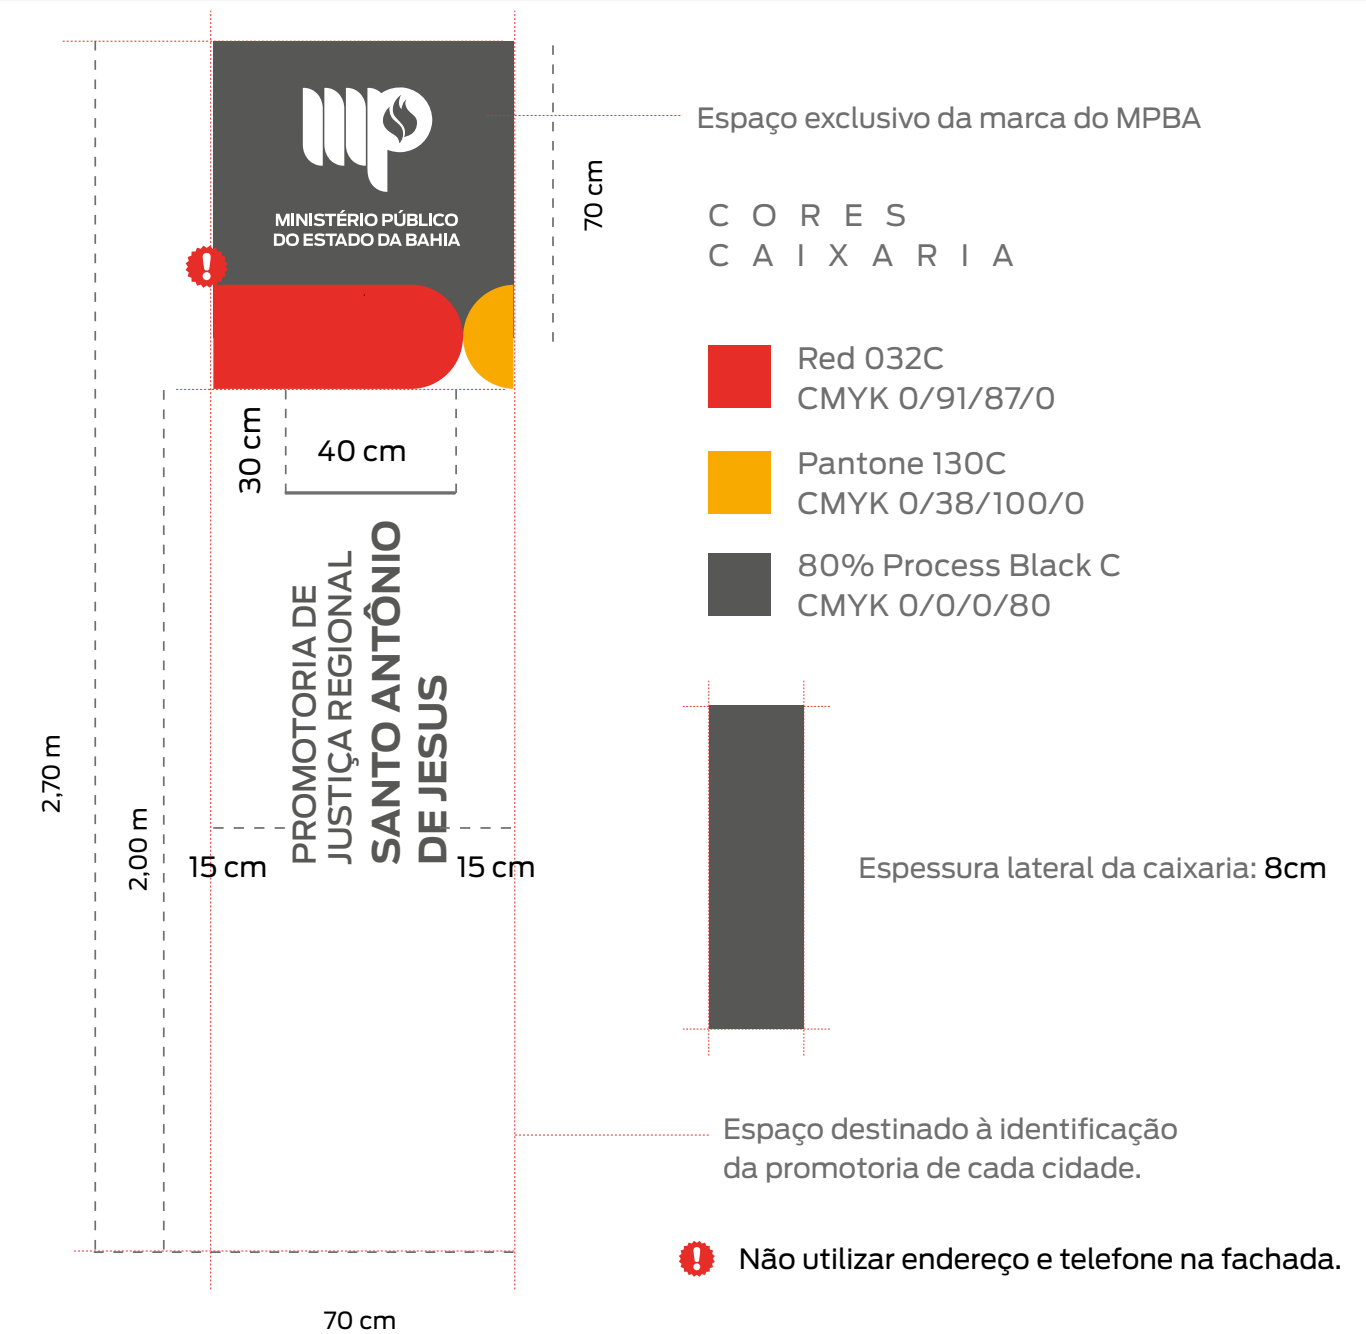 mp
MINISTÉRIO PÚBLICO
DO ESTADO DA BAHIA
70 cm
Espaço exclusivo da marca do MPBA
CORES
CAIXARIA
Red 032C
CMYK 0/91/87/0
Pantone 130C
CMYK 0/38/100/0
80% Process Black C
CMYK 0/0/0/80
30 cm
40 cm
PROMOTORIA DE
JUSTIÇA REGIONAL
SANTO ANTÔNIO
DE JESUS
2,70 m
2,00 m
15 cm
15 cm
Espessura lateral da caixaria: 8cm
Espaço destinado à identificação
da promotoria de cada cidade.
! Não utilizar endereço e telefone na fachada.
70 cm